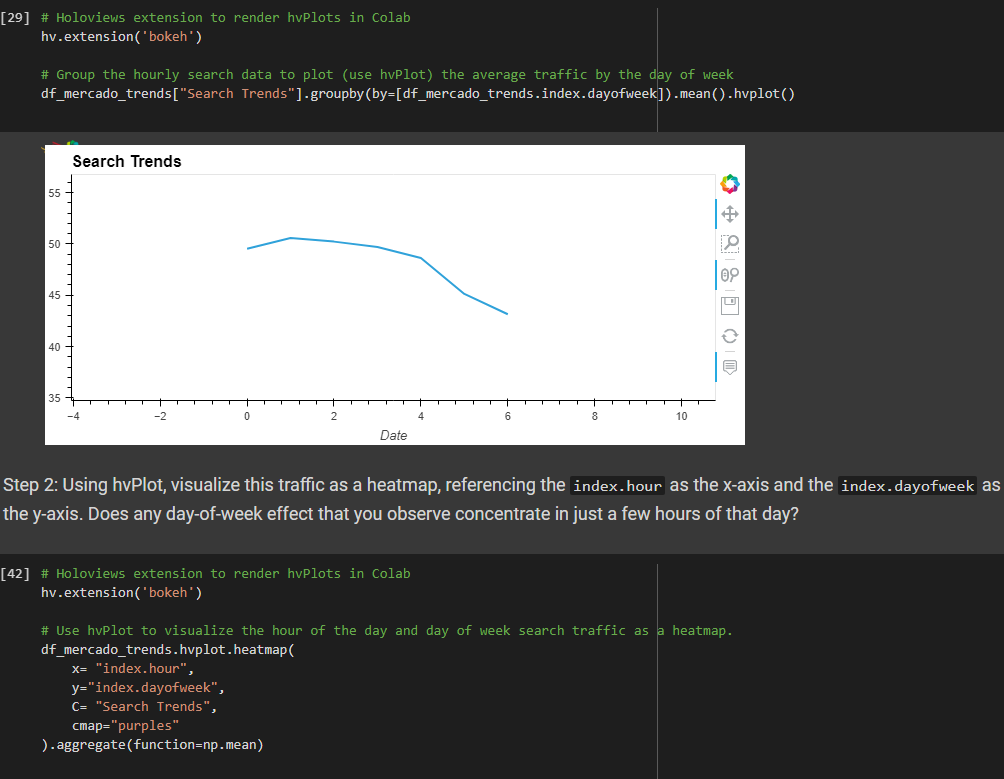 [29] # Holoviews extension to render hvPlots in Colab
hv.extension('bokeh')
# Group the hourly search data to plot (use hvPlot) the average traffic by the day of week
df_mercado_trends["Search Trends"].groupby(by=[df_mercado_trends.index.dayofweek]).mean().hvplot()
Search Trends
55
50
45
40
35
−4 −2 0 2 4 6 8 10
Date
Step 2: Using hvPlot, visualize this traffic as a heatmap, referencing the index.hour as the x-axis and the index.dayofweek as
the y-axis. Does any day-of-week effect that you observe concentrate in just a few hours of that day?
[42] # Holoviews extension to render hvPlots in Colab
hv.extension('bokeh')
# Use hvPlot to visualize the hour of the day and day of week search traffic as a heatmap.
df_mercado_trends.hvplot.heatmap(
x= "index.hour",
y="index.dayofweek",
C= "Search Trends",
cmap="purples"
).aggregate(function=np.mean)